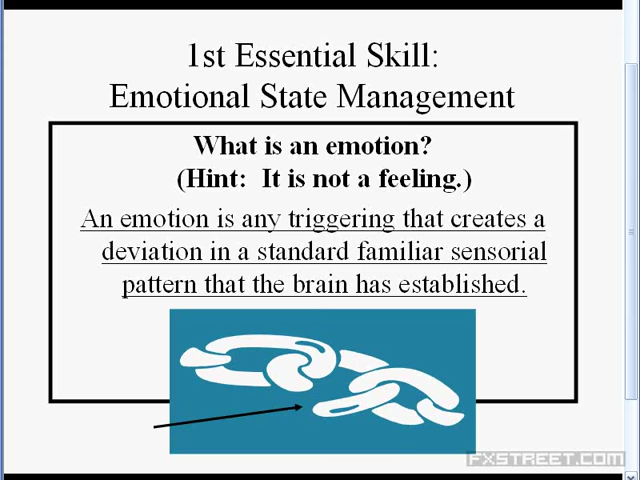 1st Essential Skill:
Emotional State Management
What is an emotion?
(Hint:  It is not a feeling.)
An emotion is any triggering that creates a
deviation in a standard familiar sensorial
pattern that the brain has established.
FXSTREET.COM